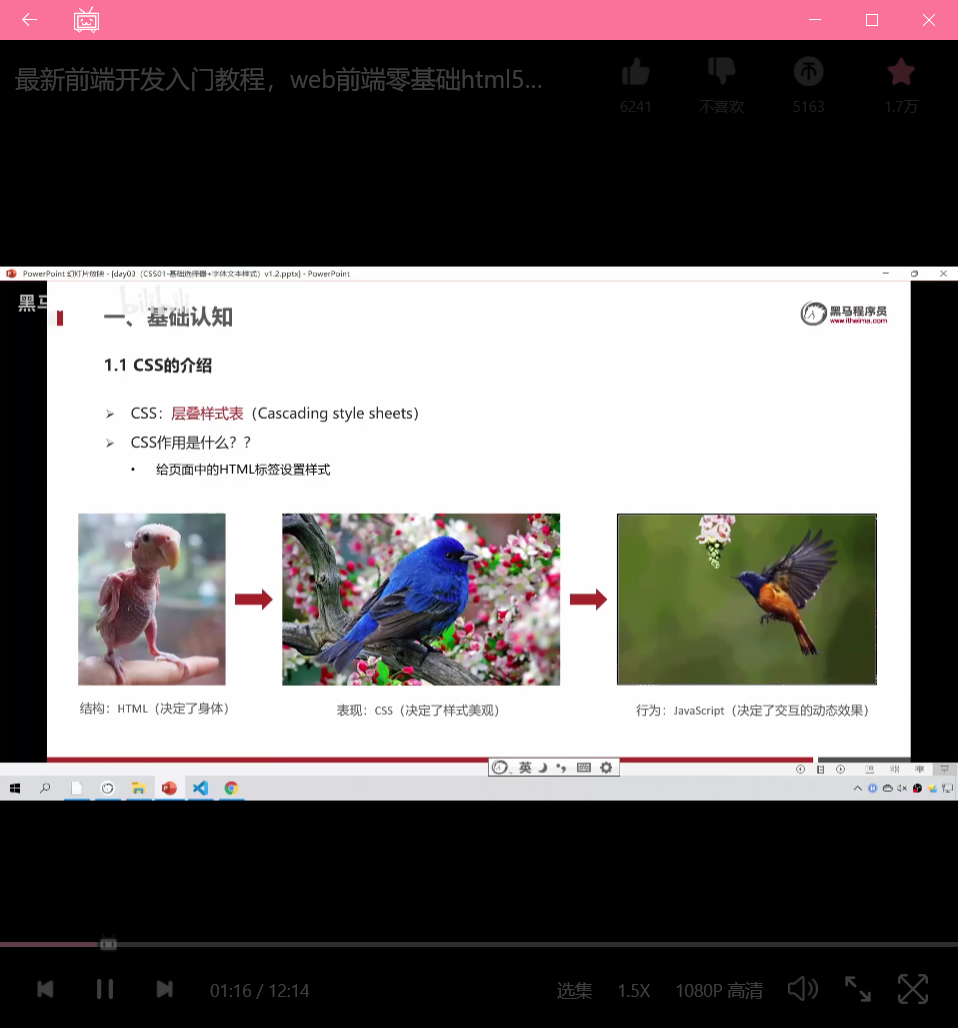 最新前端开发入门教程，web前端零基础html5...
6241
不喜欢
5163
1.7万
PowerPoint 幻灯片放映 - [day03（CSS01-基础选择器+字体文本样式）v1.2.pptx] - PowerPoint
黑马
bilibili
一、基础认知
黑马程序员
www.itheima.com
1.1 CSS的介绍
CSS：层叠样式表（Cascading style sheets）
CSS作用是什么？？
给页面中的HTML标签设置样式
结构：HTML（决定了身体）
表现：CSS（决定了样式美观）
行为：JavaScript（决定了交互的动态效果）
英
01:16 / 12:14
选集
1.5X
1080P 高清